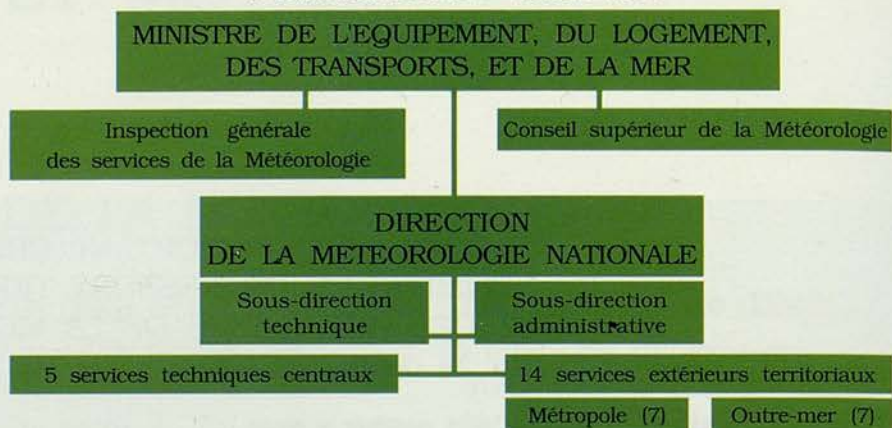 MINISTRE DE L'EQUIPEMENT, DU LOGEMENT,
DES TRANSPORTS, ET DE LA MER
Inspection générale
des services de la Météorologie
Conseil supérieur de la Météorologie
DIRECTION
DE LA METEOROLOGIE NATIONALE
Sous-direction
technique
Sous-direction
administrative
5 services techniques centraux
14 services extérieurs territoriaux
Métropole (7)
Outre-mer (7)